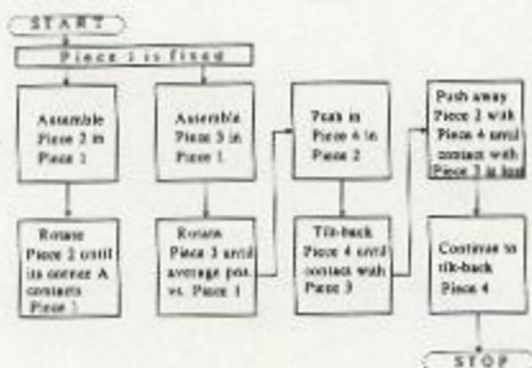 START
Piece 1 is fixed
Assemble
Piece 2 in
Piece 1
Rotate
Piece 2 until
its corner A
contacts
Piece 1
Assemble
Piece 3 in
Piece 1
Rotate
Piece 3 until
average pos.
vs. Piece 1
Push in
Piece 4 in
Piece 2
Tilt-back
Piece 4 until
contact with
Piece 3
Push away
Piece 2 with
Piece 4 until
contact with
Piece 3 is lost
Continue to
tilt-back
Piece 4
STOP